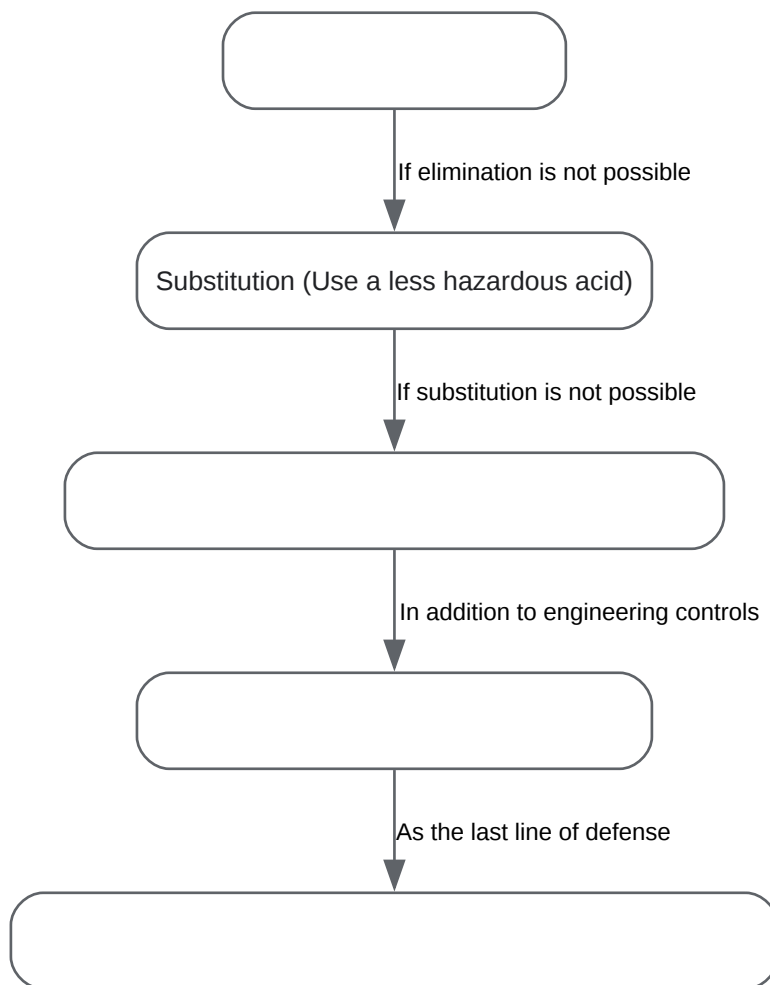 If elimination is not possible
Substitution (Use a less hazardous acid)
If substitution is not possible
In addition to engineering controls
As the last line of defense